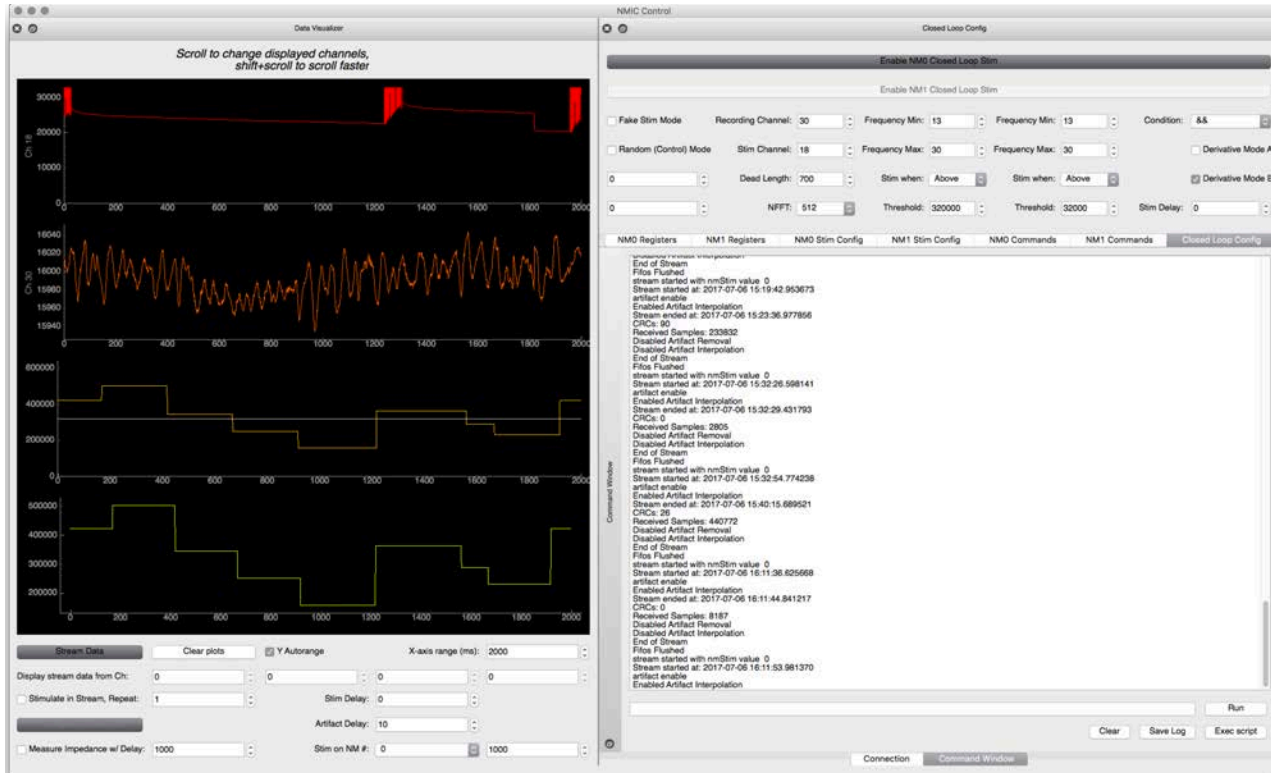 NMIC Control
Data Visualizer
Scroll to change displayed channels,
shift+scroll to scroll faster
30000
20000
10000
0
Ch 18
0 200 400 600 800 1000 1200 1400 1600 1800 2000
16040
16020
16000
15980
15960
15940
Ch 30
0 200 400 600 800 1000 1200 1400 1600 1800 2000
600000
400000
200000
0
0 200 400 600 800 1000 1200 1400 1600 1800 2000
500000
400000
300000
200000
0 200 400 600 800 1000 1200 1400 1600 1800 2000
Stream Data Clear plots Y Autorange X-axis range (ms): 2000
Display stream data from Ch: 0 0 0 0
Stimulate in Stream, Repeat: 1 Stim Delay: 0
Artifact Delay: 10
Measure Impedance w/ Delay: 1000 Stim on NM #: 0 1000
Closed Loop Config
Enable NM0 Closed Loop Stim
Enable NM1 Closed Loop Stim
Fake Stim Mode Recording Channel: 30 Frequency Min: 13 Frequency Min: 13 Condition: &&
Random (Control) Mode Stim Channel: 18 Frequency Max: 30 Frequency Max: 30 Derivative Mode A
0 Dead Length: 700 Stim when: Above Stim when: Above Derivative Mode B
0 NFFT: 512 Threshold: 320000 Threshold: 32000 Stim Delay: 0
NM0 Registers NM1 Registers NM0 Stim Config NM1 Stim Config NM0 Commands NM1 Commands Closed Loop Config
Command Window
Disabled Artifact Interpolation
End of Stream
Fifos Flushed
stream started with nmStim value 0
Stream started at: 2017-07-06 15:19:42.953673
artifact enable
Enabled Artifact Interpolation
Stream ended at: 2017-07-06 15:23:36.977856
CRCs: 90
Received Samples: 233832
Disabled Artifact Removal
Disabled Artifact Interpolation
End of Stream
Fifos Flushed
stream started with nmStim value 0
Stream started at: 2017-07-06 15:32:26.598141
artifact enable
Enabled Artifact Interpolation
Stream ended at: 2017-07-06 15:32:29.431793
CRCs: 0
Received Samples: 2805
Disabled Artifact Removal
Disabled Artifact Interpolation
End of Stream
Fifos Flushed
stream started with nmStim value 0
Stream started at: 2017-07-06 15:32:54.774238
artifact enable
Enabled Artifact Interpolation
Stream ended at: 2017-07-06 15:40:15.689521
CRCs: 26
Received Samples: 440772
Disabled Artifact Removal
Disabled Artifact Interpolation
End of Stream
Fifos Flushed
stream started with nmStim value 0
Stream started at: 2017-07-06 16:11:36.625668
artifact enable
Enabled Artifact Interpolation
Stream ended at: 2017-07-06 16:11:44.841217
CRCs: 0
Received Samples: 8187
Disabled Artifact Removal
Disabled Artifact Interpolation
End of Stream
Fifos Flushed
stream started with nmStim value 0
Stream started at: 2017-07-06 16:11:53.981370
artifact enable
Enabled Artifact Interpolation
Run
Clear Save Log Exec script
Connection Command Window